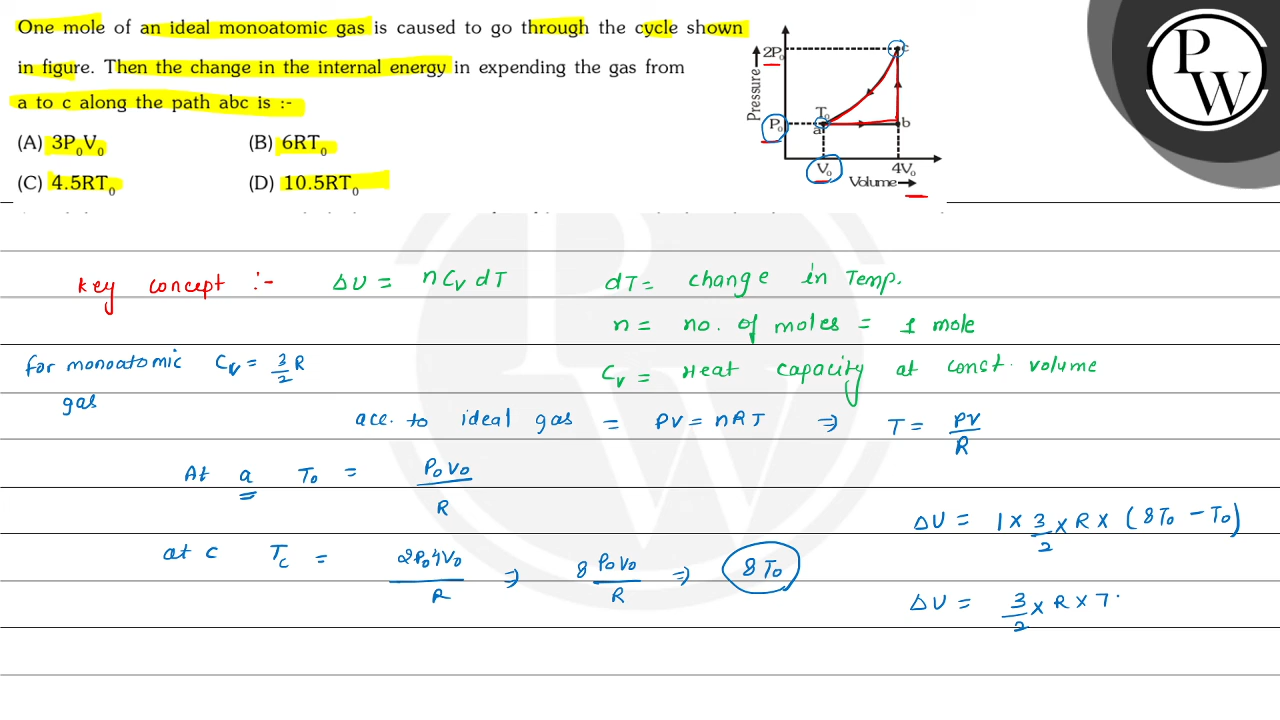 One mole of an ideal monoatomic gas is caused to go through the cycle shown
in figure. Then the change in the internal energy in expending the gas from
a to c along the path abc is :-
(A) 3P₀V₀ (B) 6RT₀
(C) 4.5RT₀ (D) 10.5RT₀
Pressure→
2P₀
c
T₀
P₀
a
b
V₀
4V₀
Volume→
PW
Key concept :- ΔU = nCᵥdT
dT = change in Temp.
n = no. of moles = 1 mole
for monoatomic Cᵥ = 3/2 R
gas
Cᵥ = Heat capacity at const. volume
acc. to ideal gas = PV = nRT ⇒ T = PV/R
At a T₀ = P₀V₀/R
at c T_c = 2P₀4V₀/R ⇒ 8 P₀V₀/R ⇒ 8T₀
ΔU = 1 × 3/2 × R × (8T₀ - T₀)
ΔU = 3/2 × R × 7